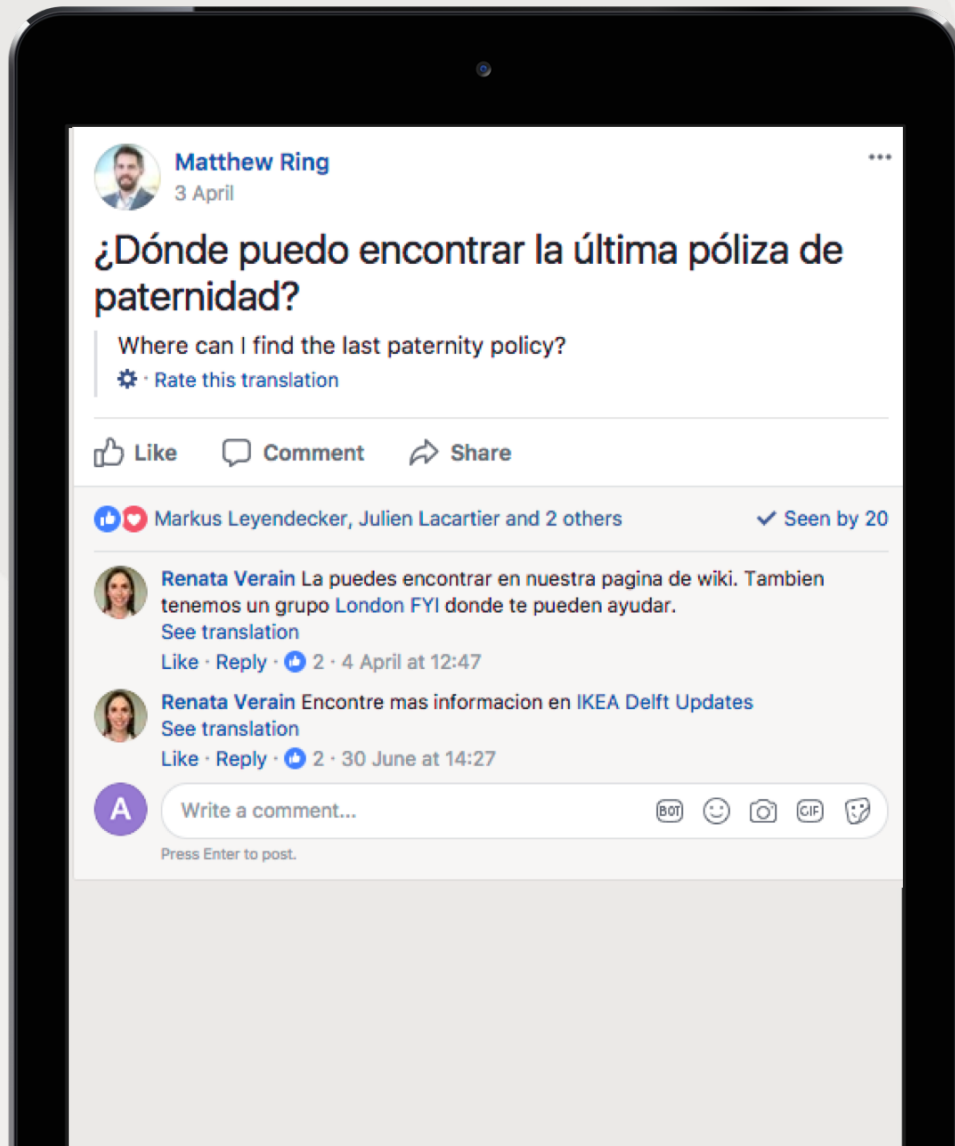 Matthew Ring
3 April
¿Dónde puedo encontrar la última póliza de
paternidad?
Where can I find the last paternity policy?
· Rate this translation
Like Comment Share
Markus Leyendecker, Julien Lacartier and 2 others Seen by 20
Renata Verain La puedes encontrar en nuestra pagina de wiki. Tambien
tenemos un grupo London FYI donde te pueden ayudar.
See translation
Like · Reply · 2 · 4 April at 12:47
Renata Verain Encontre mas informacion en IKEA Delft Updates
See translation
Like · Reply · 2 · 30 June at 14:27
A Write a comment... BOT GIF
Press Enter to post.